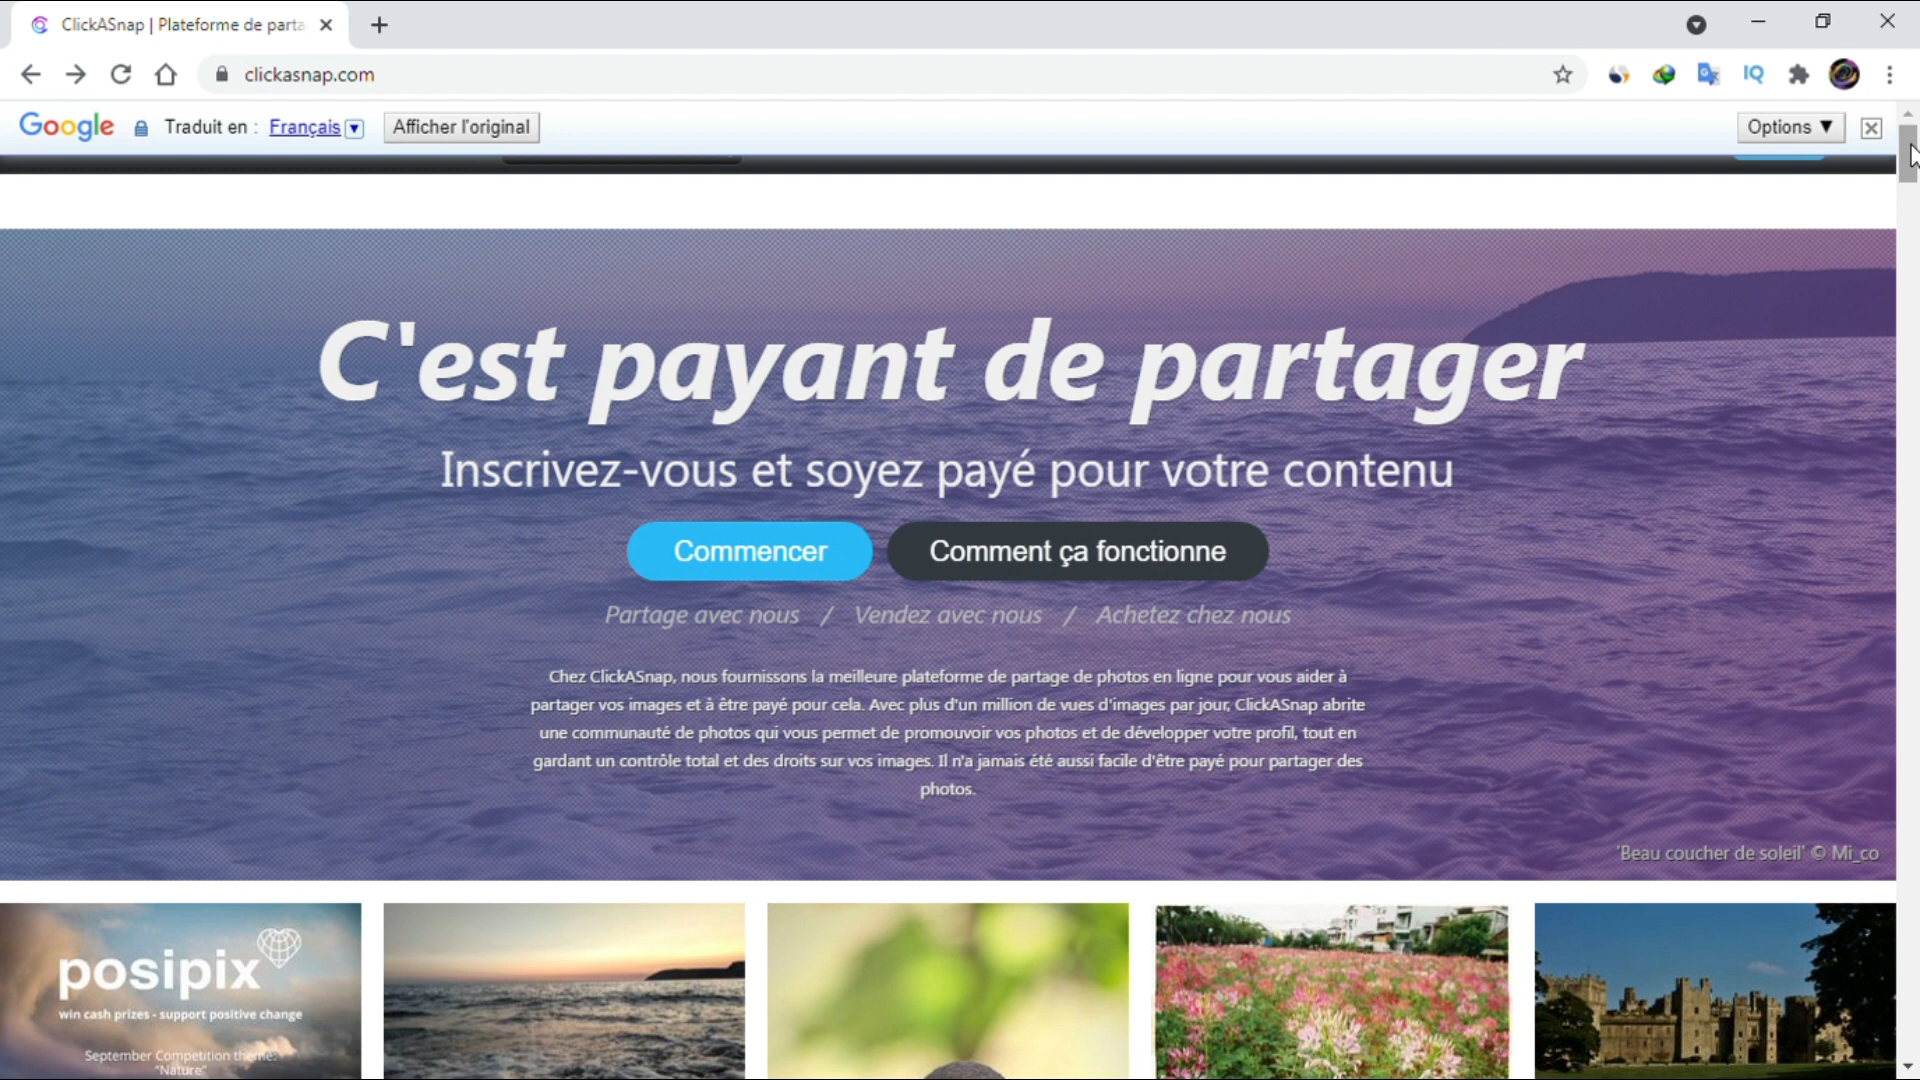 ClickASnap | Plateforme de parta
clickasnap.com
IQ
Google Traduit en : Français ▼ Afficher l'original Options ▼
C'est payant de partager
Inscrivez-vous et soyez payé pour votre contenu
Commencer Comment ça fonctionne
Partage avec nous / Vendez avec nous / Achetez chez nous
Chez ClickASnap, nous fournissons la meilleure plateforme de partage de photos en ligne pour vous aider à
partager vos images et à être payé pour cela. Avec plus d'un million de vues d'images par jour, ClickASnap abrite
une communauté de photos qui vous permet de promouvoir vos photos et de développer votre profil, tout en
gardant un contrôle total et des droits sur vos images. Il n'a jamais été aussi facile d'être payé pour partager des
photos.
'Beau coucher de soleil' © Mi_co
posipix
win cash prizes - support positive change
September Competition theme:
"Nature"